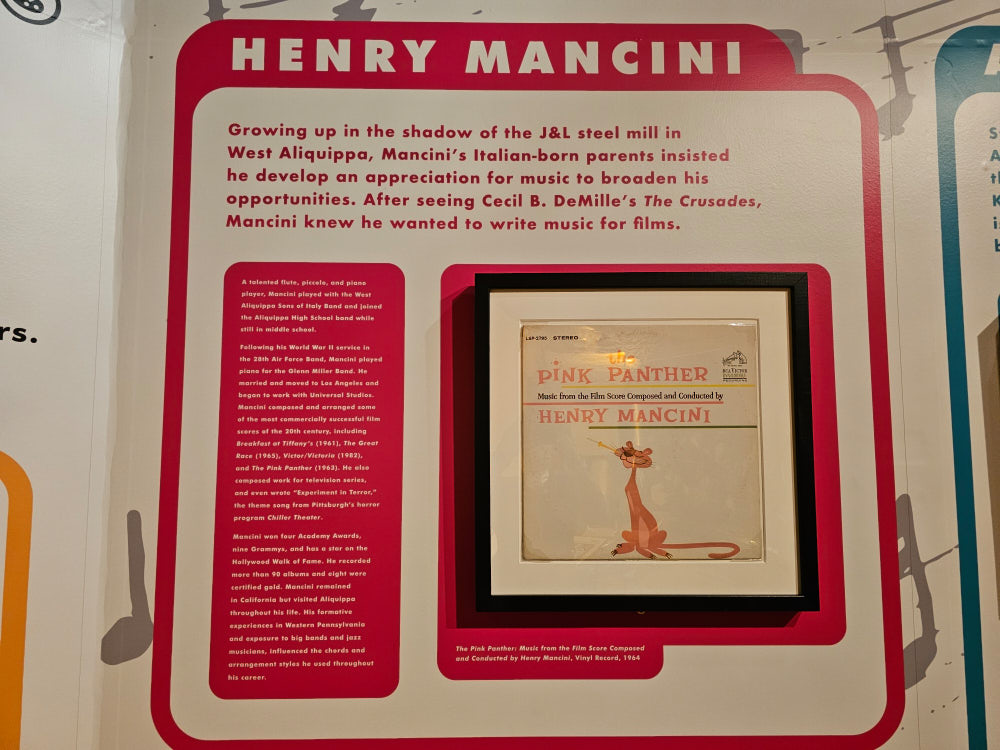 HENRY MANCINI
Growing up in the shadow of the J&L steel mill in
West Aliquippa, Mancini's Italian-born parents insisted
he develop an appreciation for music to broaden his
opportunities. After seeing Cecil B. DeMille's The Crusades,
Mancini knew he wanted to write music for films.
A talented flute, piccolo, and piano
player, Mancini played with the West
Aliquippa Sons of Italy Band and joined
the Aliquippa High School band while
still in middle school.
Following his World War II service in
the 28th Air Force Band, Mancini played
piano for the Glenn Miller Band. He
married and moved to Los Angeles and
began to work with Universal Studios.
Mancini composed and arranged some
of the most commercially successful film
scores of the 20th century, including
Breakfast at Tiffany's (1961), The Great
Race (1965), Victor/Victoria (1982),
and The Pink Panther (1963). He also
composed work for television series,
and even wrote "Experiment in Terror,"
the theme song from Pittsburgh's horror
program Chiller Theater.
Mancini won four Academy Awards,
nine Grammys, and has a star on the
Hollywood Walk of Fame. He recorded
more than 90 albums and eight were
certified gold. Mancini remained
in California but visited Aliquippa
throughout his life. His formative
experiences in Western Pennsylvania
and exposure to big bands and jazz
musicians, influenced the chords and
arrangement styles he used throughout
his career.
LSP-2795 STEREO
the
PINK PANTHER
RCA VICTOR
Music from the Film Score Composed and Conducted by
HENRY MANCINI
The Pink Panther: Music from the Film Score Composed
and Conducted by Henry Mancini, Vinyl Record, 1964
rs.